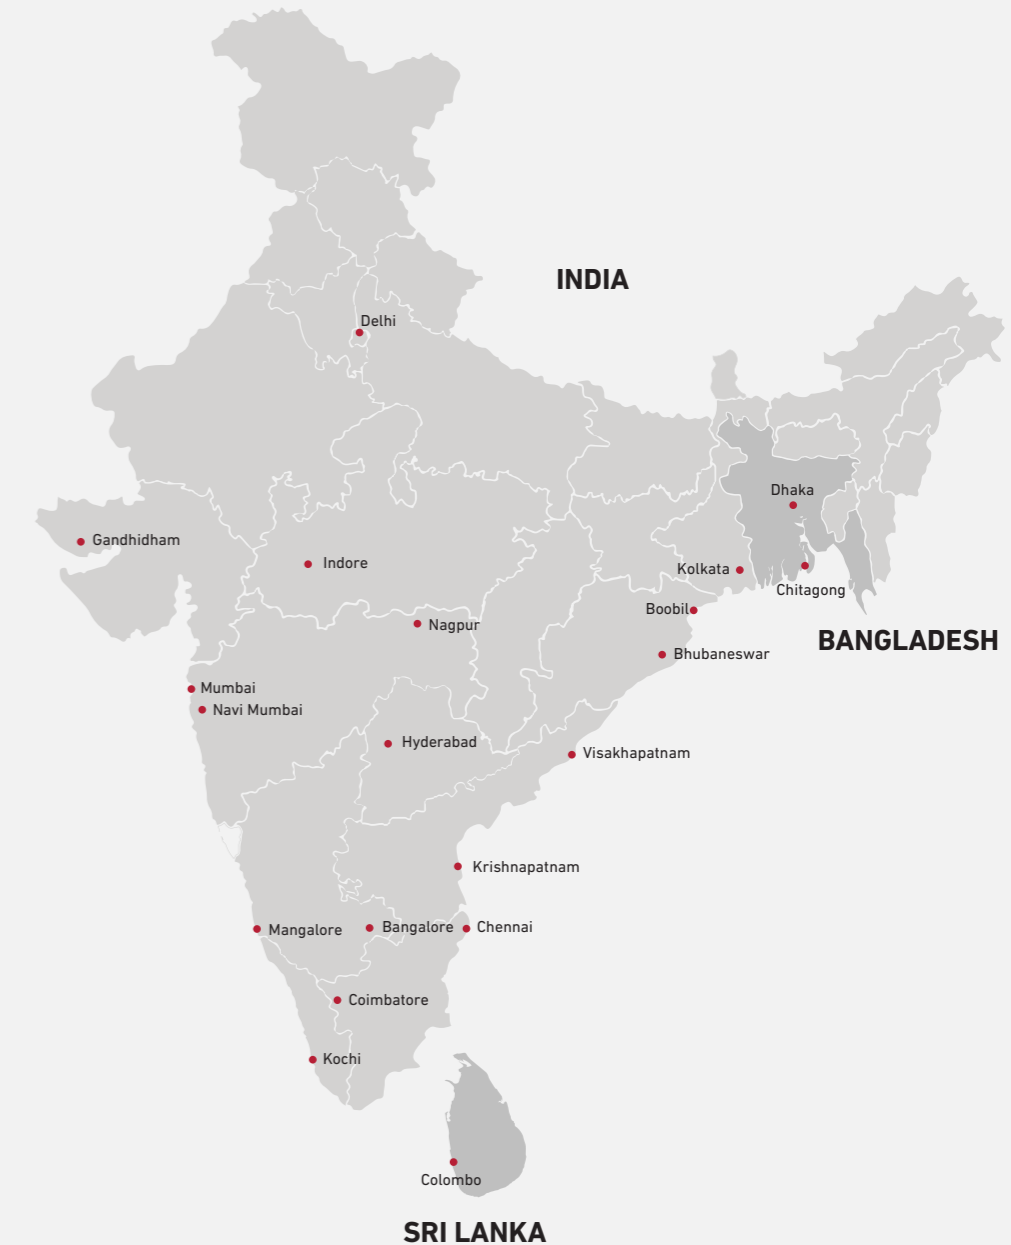 INDIA
Delhi
Dhaka
Gandhidham
Indore
Kolkata
Chitagong
Boobil
Nagpur
BANGLADESH
Bhubaneswar
Mumbai
Navi Mumbai
Hyderabad
Visakhapatnam
Krishnapatnam
Mangalore
Bangalore
Chennai
Coimbatore
Kochi
Colombo
SRI LANKA